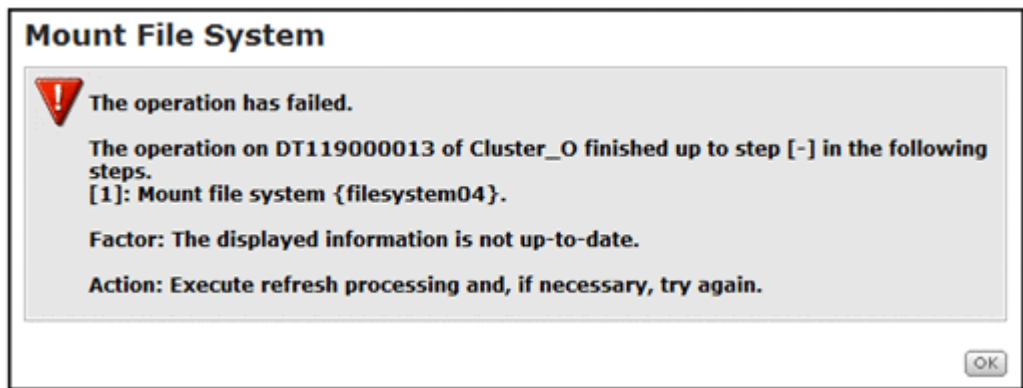 Mount File System
The operation has failed.
The operation on DT119000013 of Cluster_O finished up to step [-] in the following
steps.
[1]: Mount file system {filesystem04}.
Factor: The displayed information is not up-to-date.
Action: Execute refresh processing and, if necessary, try again.
OK